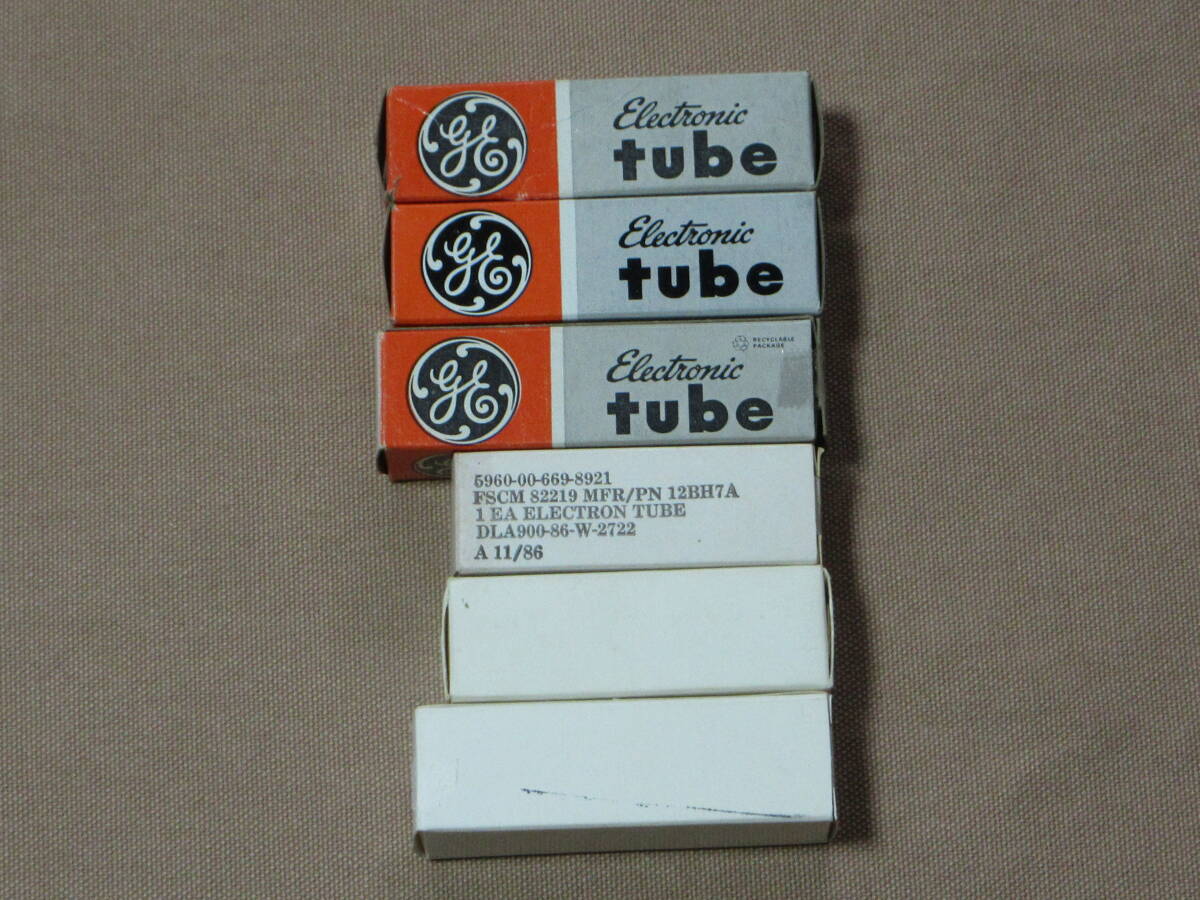 GE
Electronic
tube
GE
Electronic
tube
RECYCLABLE
PACKAGE
GE
Electronic
tube
5960-00-669-8921
FSCM 82219 MFR/PN 12BH7A
1 EA ELECTRON TUBE
DLA900-86-W-2722
A 11/86